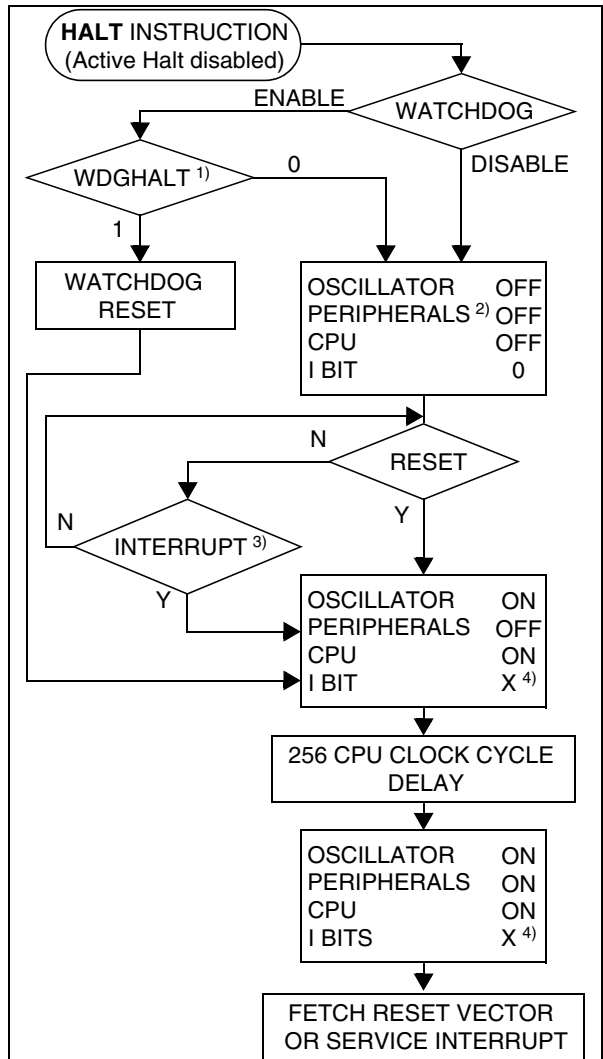 HALT INSTRUCTION
(Active Halt disabled)
ENABLE
WATCHDOG
WDGHALT 1)
0
DISABLE
1
WATCHDOG
RESET
OSCILLATOR OFF
PERIPHERALS 2) OFF
CPU OFF
I BIT 0
N
RESET
N
Y
INTERRUPT 3)
Y
OSCILLATOR ON
PERIPHERALS OFF
CPU ON
I BIT X 4)
256 CPU CLOCK CYCLE
DELAY
OSCILLATOR ON
PERIPHERALS ON
CPU ON
I BITS X 4)
FETCH RESET VECTOR
OR SERVICE INTERRUPT